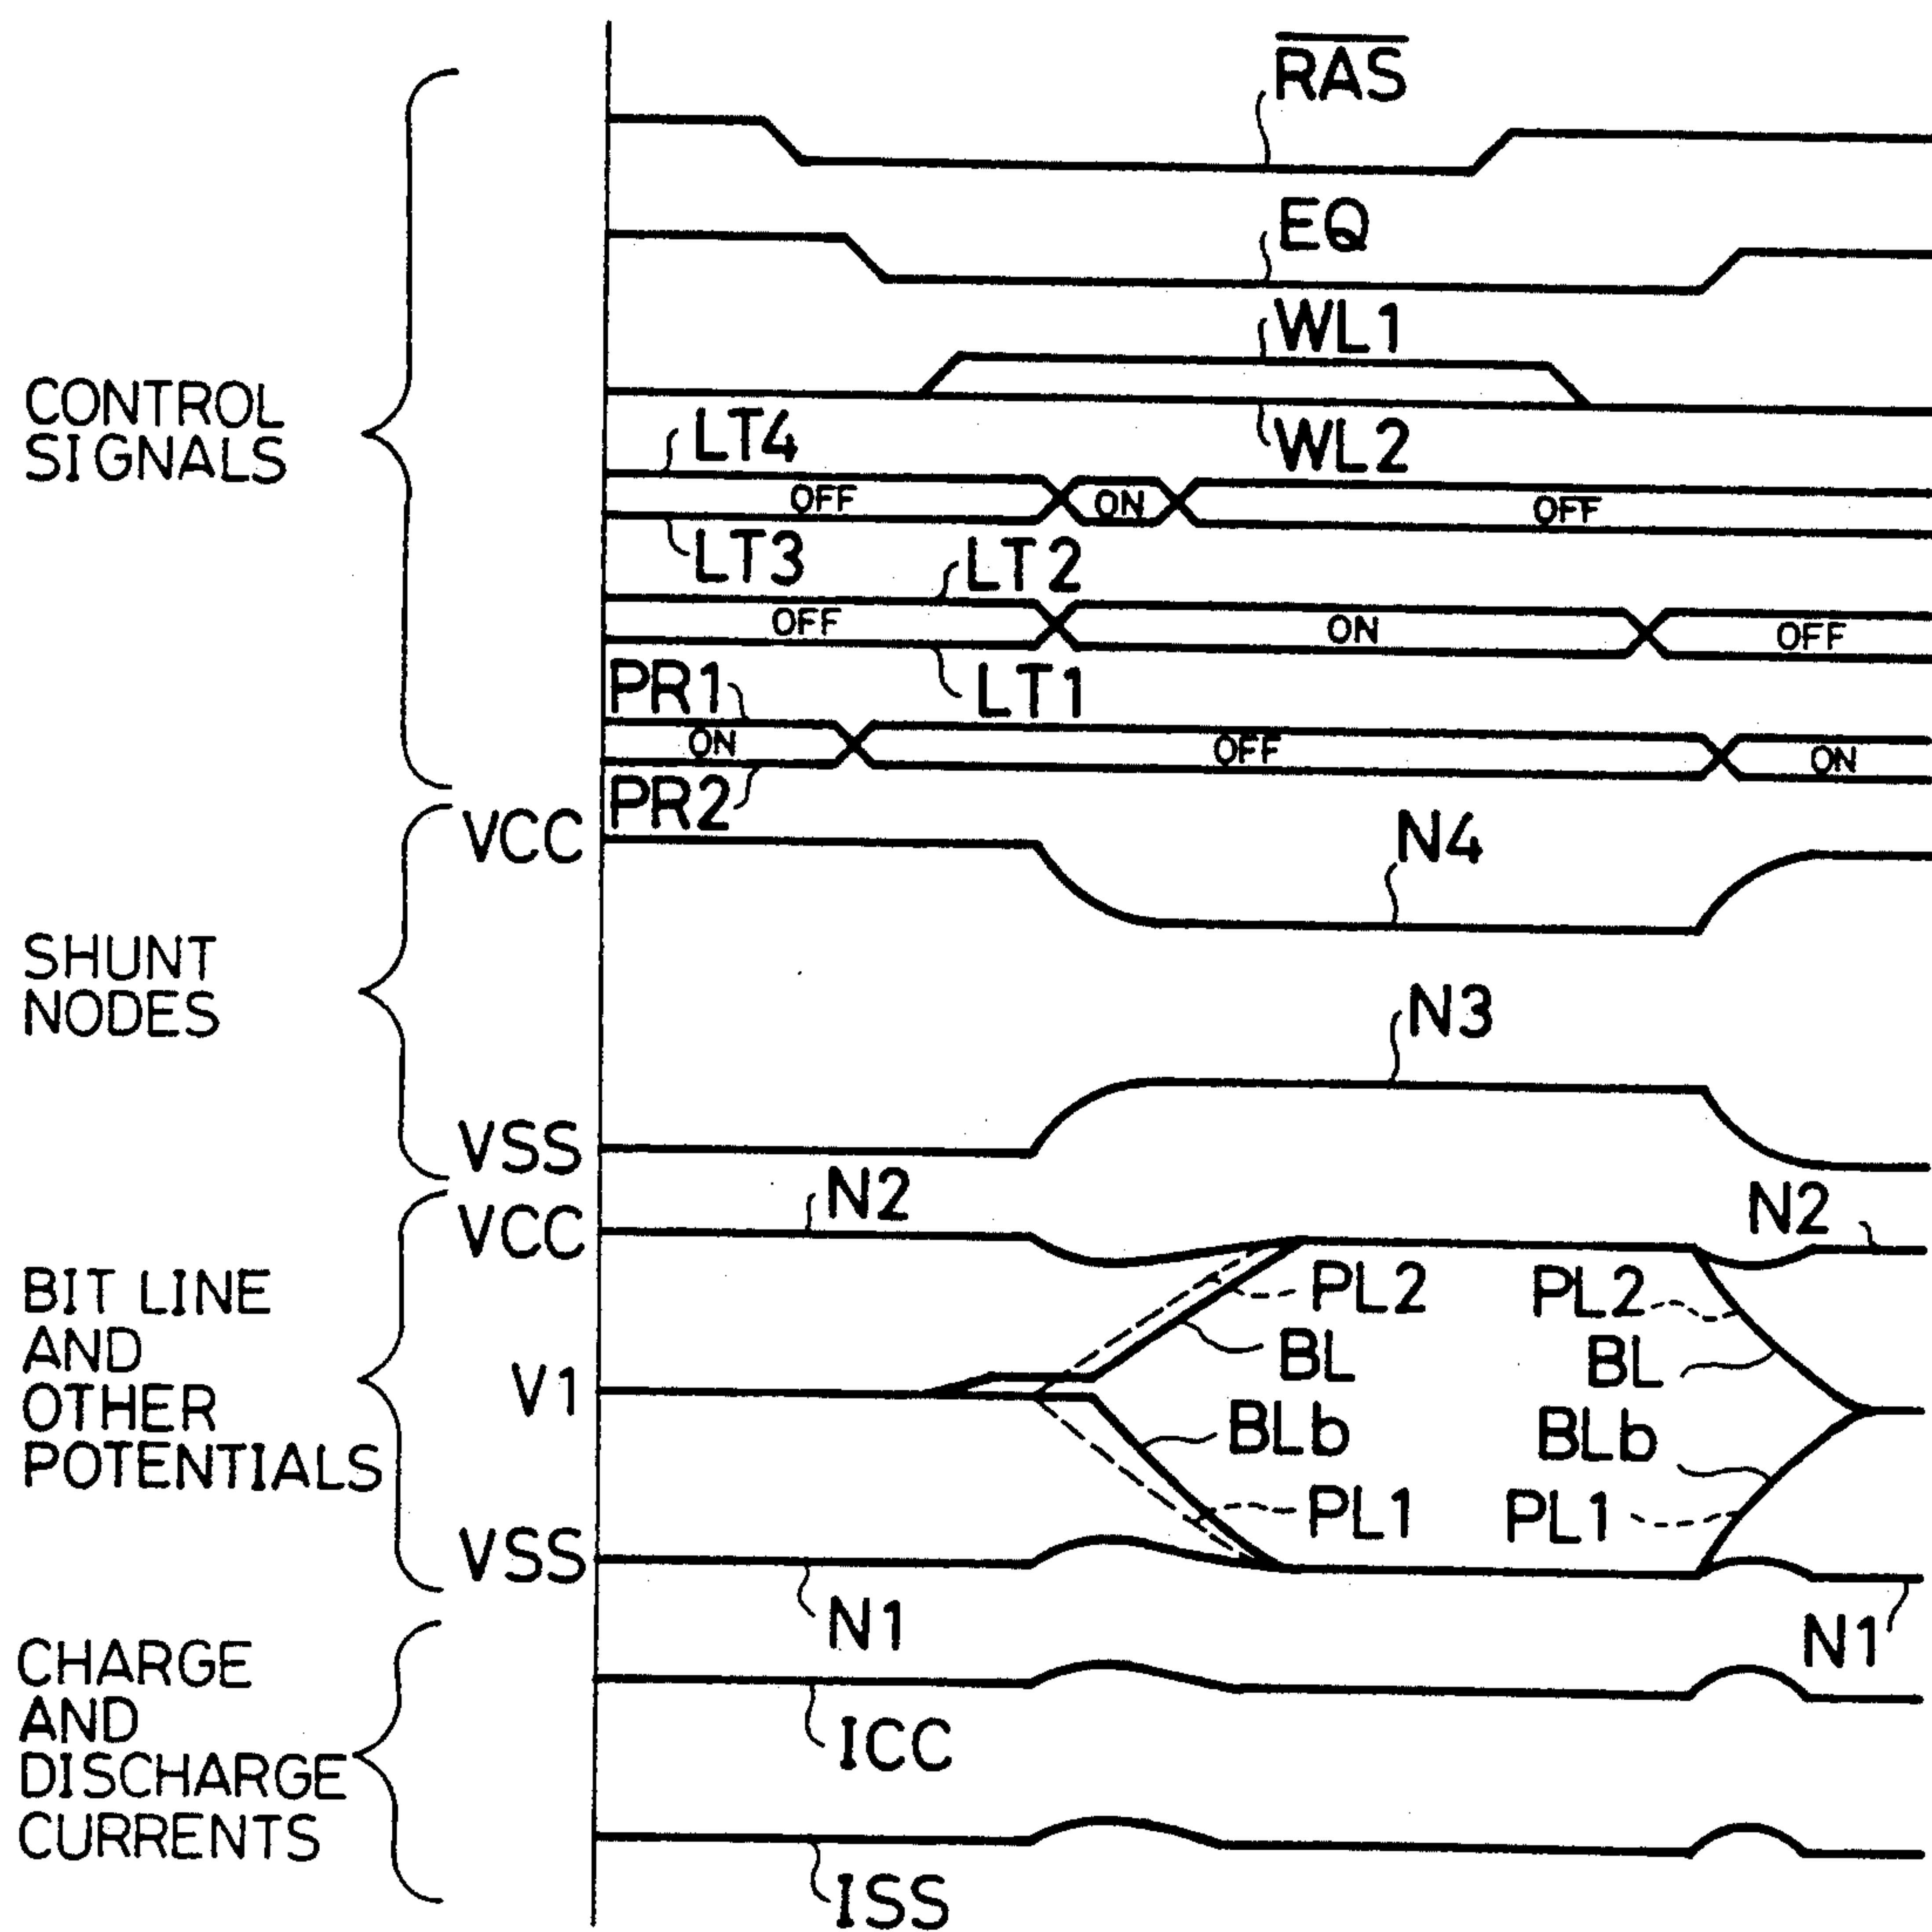 R̅A̅S̅
EQ
WL1
CONTROL
SIGNALS
WL2
LT4
OFF
ON
OFF
LT3
LT2
OFF
ON
OFF
LT1
PR1
ON
OFF
ON
PR2
VCC
N4
SHUNT
NODES
N3
VSS
N2
N2
VCC
BIT LINE
AND
OTHER
POTENTIALS
PL2
PL2
BL
BL
V1
BLb
BLb
PL1
PL1
VSS
N1
N1
CHARGE
AND
DISCHARGE
CURRENTS
ICC
ISS